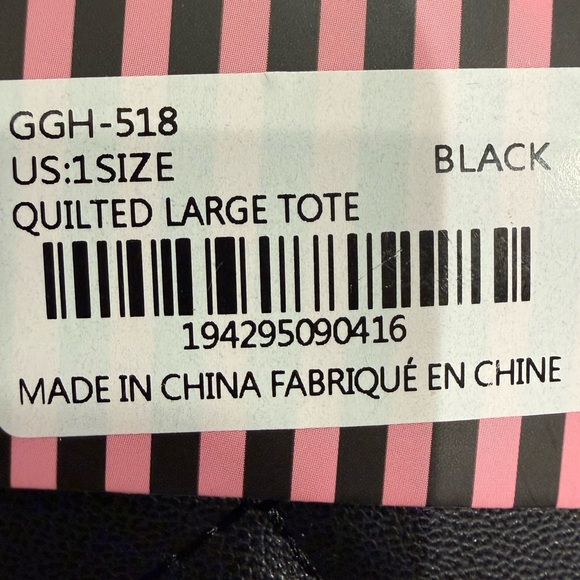 GGH-518
US:1SIZE BLACK
QUILTED LARGE TOTE
194295090416
MADE IN CHINA FABRIQUÉ EN CHINE